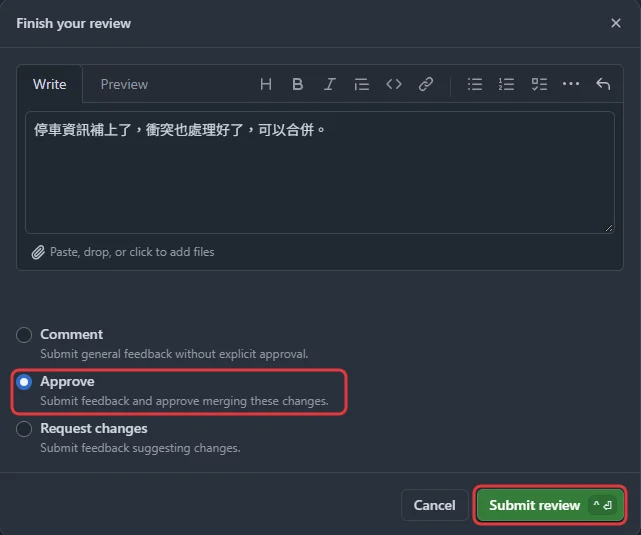 Finish your review
Write Preview
停車資訊補上了，衝突也處理好了，可以合併。
Paste, drop, or click to add files
Comment
Submit general feedback without explicit approval.
Approve
Submit feedback and approve merging these changes.
Request changes
Submit feedback suggesting changes.
Cancel Submit review